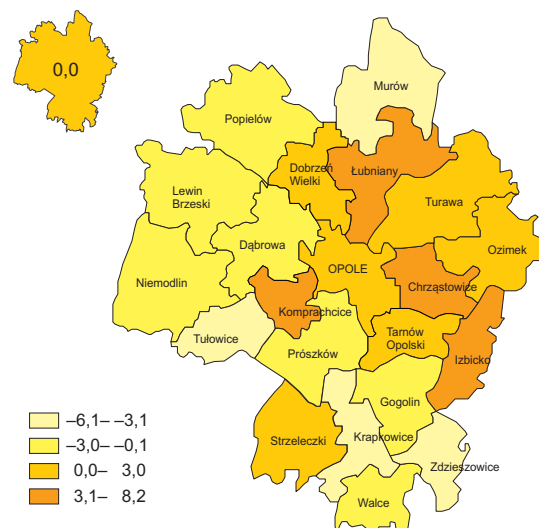 0,0
Murów
Popielów
Dobrzeń
Wielki
Łubniany
Lewin
Brzeski
Turawa
Dąbrowa
Ozimek
OPOLE
Niemodlin
Chrząstowice
Komprachcice
Tułowice
Tarnów
Opolski
Prószków
Izbicko
Gogolin
Strzeleczki
Krapkowice
Zdzieszowice
Walce
–6,1– –3,1
–3,0– –0,1
0,0– 3,0
3,1– 8,2